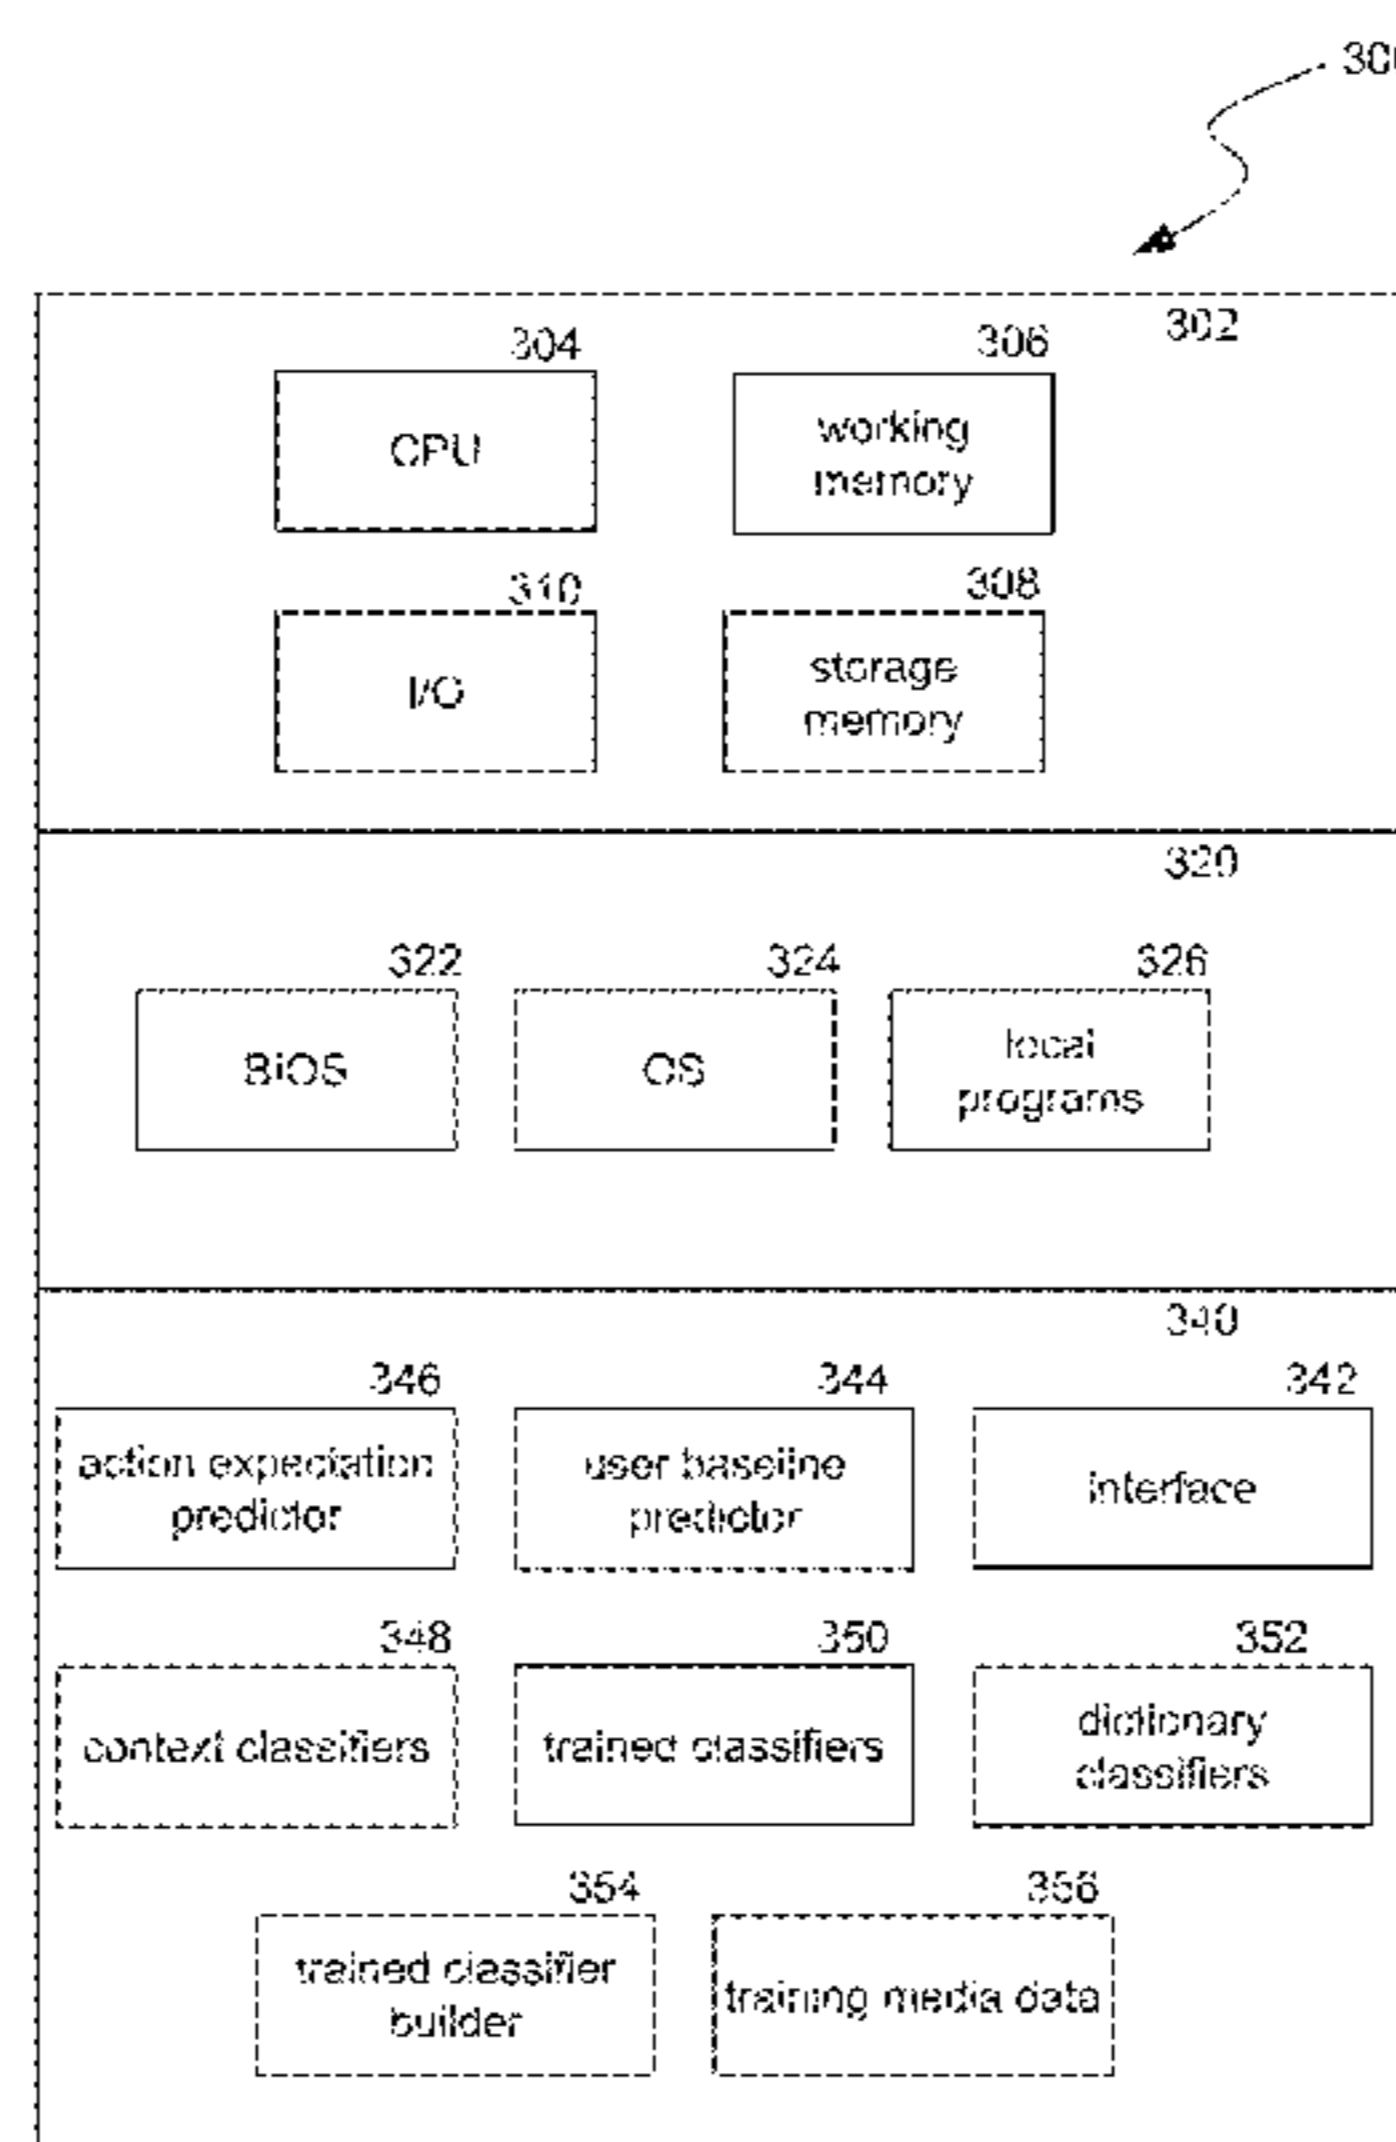 300
302
304
306
CPU
working
memory
310
308
I/O
storage
memory
320
322
324
326
BIOS
OS
local
programs
340
346
344
342
action expectation
predictor
user baseline
predictor
interface
348
350
352
context classifiers
trained classifiers
dictionary
classifiers
354
356
trained classifier
builder
training media data